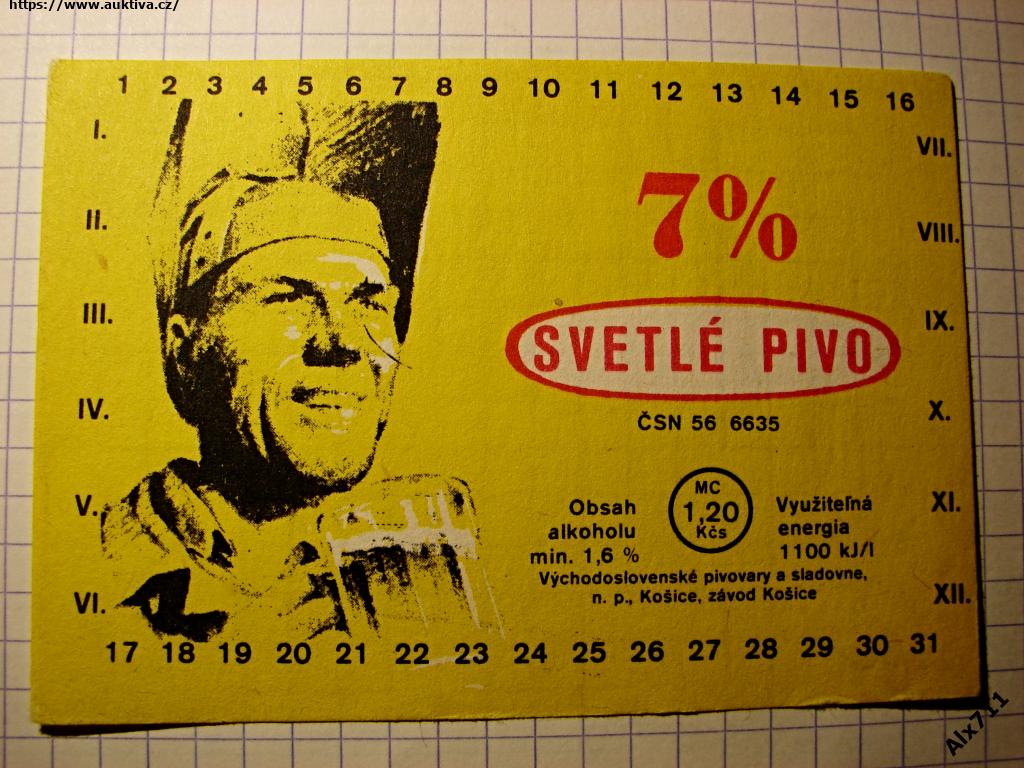 https://www.auktiva.cz/
1 2 3 4 5 6 7 8 9 10 11 12 13 14 15 16
I.
II.
III.
IV.
V.
VI.
7%
SVETLÉ PIVO
ČSN 56 6635
Obsah
alkoholu
min. 1,6 %
MC
1,20
Kčs
Využiteľná
energia
1100 kJ/l
Východoslovenské pivovary a sladovne,
n. p., Košice, závod Košice
VII.
VIII.
IX.
X.
XI.
XII.
17 18 19 20 21 22 23 24 25 26 27 28 29 30 31
Alx711